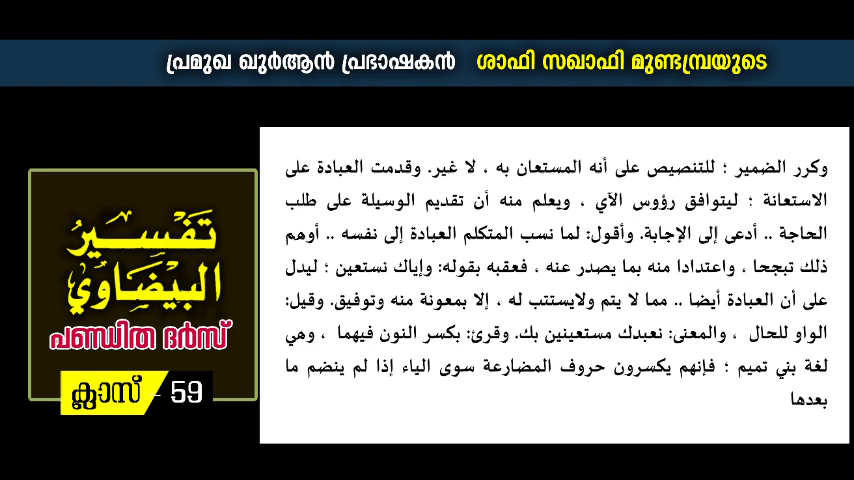 പ്രമുഖ ഖുർആൻ പ്രഭാഷകൻ ശാഫി സഖാഫി മുണ്ടമ്പ്രയുടെ
تَفْسِيرُ
البَيْضَاوِي
പണ്ഡിത ദർസ്
ക്ലാസ് - 59
وكرر الضمير ؛ للتنصيص على أنه المستعان به ، لا غير. وقدمت العبادة على
الاستعانة ؛ ليتوافق رؤوس الآي ، ويعلم منه أن تقديم الوسيلة على طلب
الحاجة .. أدعى إلى الإجابة. وأقول: لما نسب المتكلم العبادة إلى نفسه .. أوهم
ذلك تبجحا ، واعتدادا منه بما يصدر عنه ، فعقبه بقوله: وإياك نستعين ؛ ليدل
على أن العبادة أيضا .. مما لا يتم ولايستتب له ، إلا بمعونة منه وتوفيق. وقيل:
الواو للحال ، والمعنى: نعبدك مستعينين بك. وقرئ: بكسر النون فيهما ، وهي
لغة بني تميم ؛ فإنهم يكسرون حروف المضارعة سوى الياء إذا لم ينضم ما
بعدها